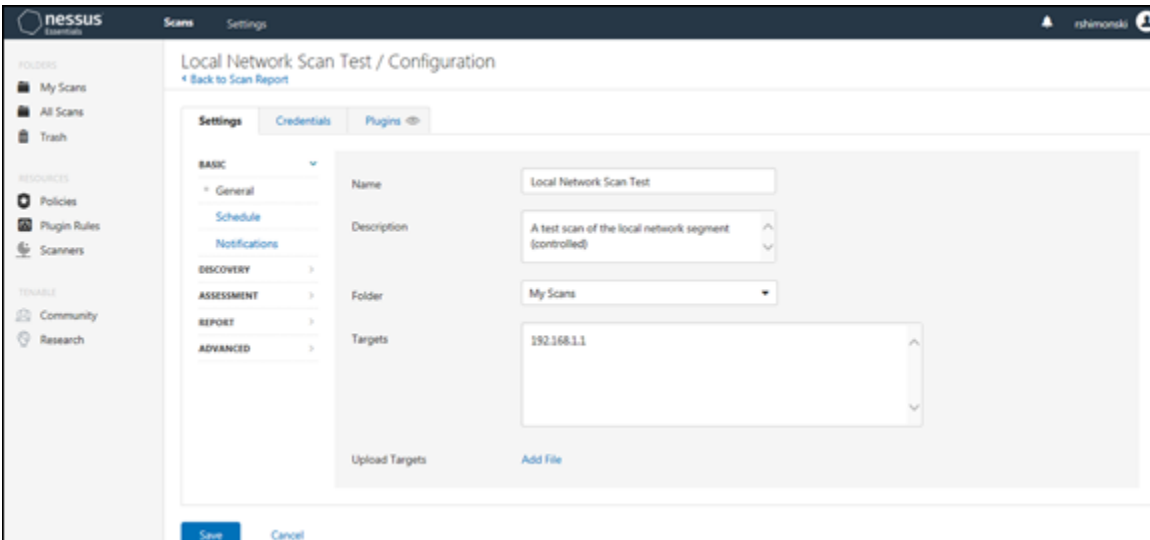 nessus
Essentials
Scans Settings
rshimonski
FOLDERS
My Scans
All Scans
Trash
RESOURCES
Policies
Plugin Rules
Scanners
TENABLE
Community
Research
Local Network Scan Test / Configuration
Back to Scan Report
Settings Credentials Plugins
BASIC
General
Schedule
Notifications
DISCOVERY
ASSESSMENT
REPORT
ADVANCED
Name Local Network Scan Test
Description A test scan of the local network segment
(controlled)
Folder My Scans
Targets 192.168.1.1
Upload Targets Add File
Save Cancel